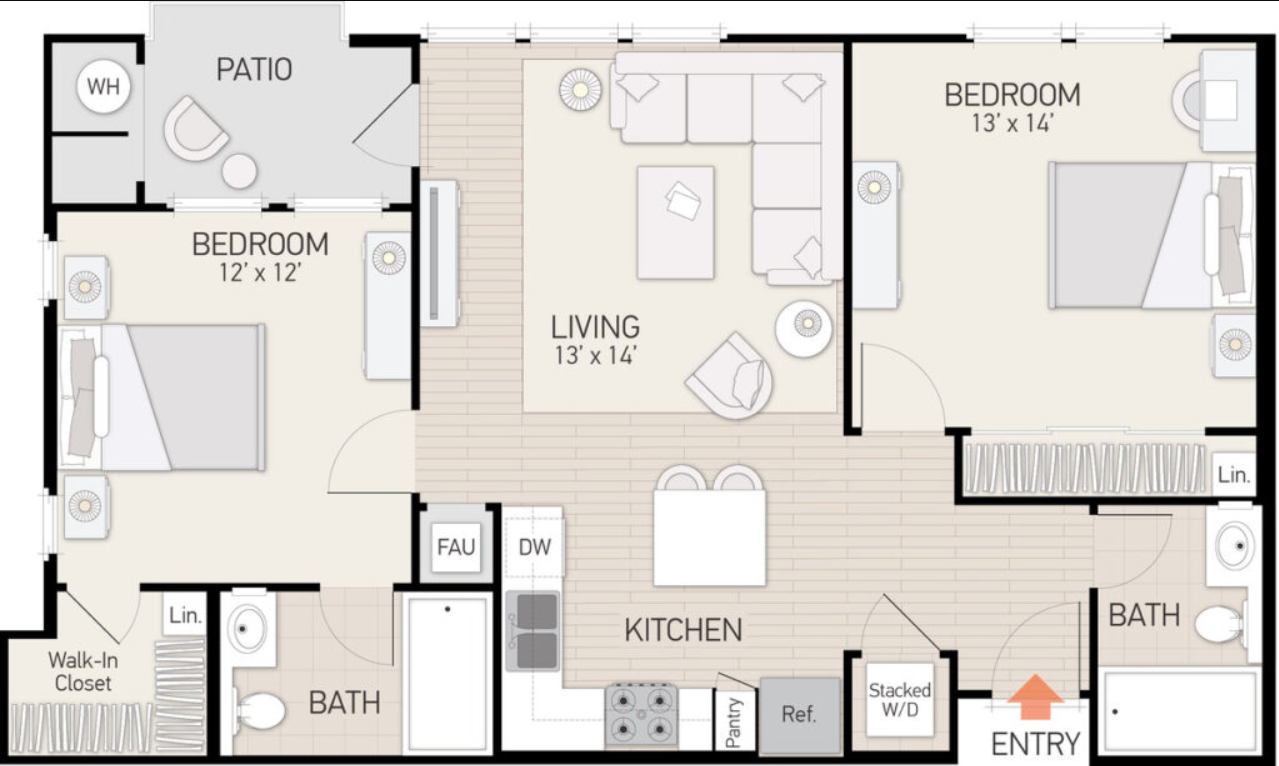 WH
PATIO
BEDROOM
13' x 14'
BEDROOM
12' x 12'
LIVING
13' x 14'
Lin.
FAU
DW
Lin.
BATH
KITCHEN
Walk-In
Closet
BATH
Pantry
Ref.
Stacked
W/D
ENTRY